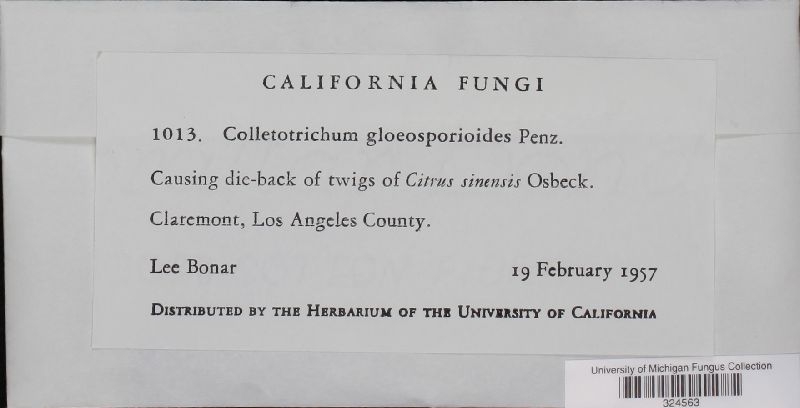 CALIFORNIA FUNGI
1013. Colletotrichum gloeosporioides Penz.
Causing die-back of twigs of Citrus sinensis Osbeck.
Claremont, Los Angeles County.
Lee Bonar 19 February 1957
DISTRIBUTED BY THE HERBARIUM OF THE UNIVERSITY OF CALIFORNIA
University of Michigan Fungus Collection
324563